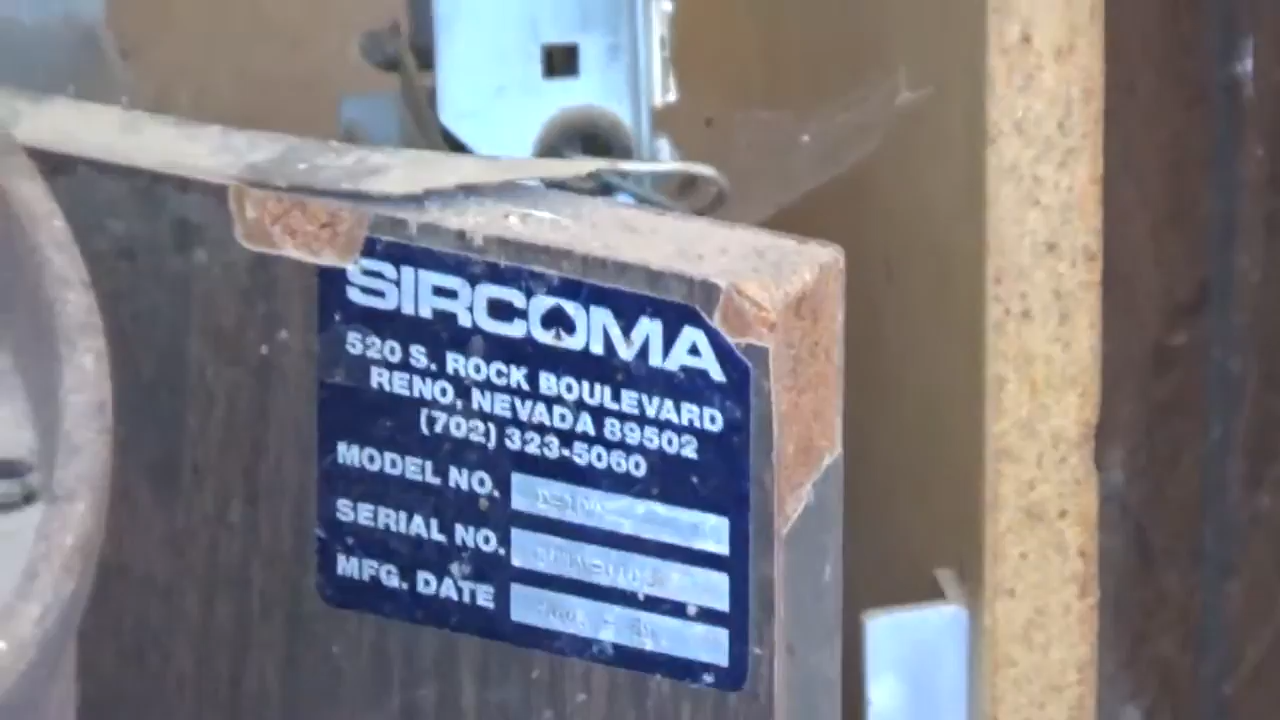 SIRCOMA
520 S. ROCK BOULEVARD
RENO, NEVADA 89502
(702) 323-5060
MODEL NO.
SERIAL NO.
MFG. DATE